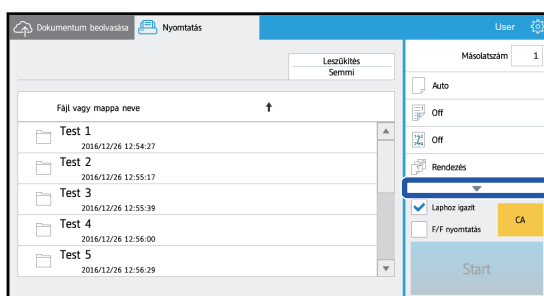 Dokumentum beolvasása Nyomtatás User
Leszűkítés
Semmi
Másolatszám 1
Auto
Off
Off
Rendezés
Laphoz igazít
F/F nyomtatás
CA
Start
Fájl vagy mappa neve
Test 1
2016/12/26 12:54:27
Test 2
2016/12/26 12:55:17
Test 3
2016/12/26 12:55:39
Test 4
2016/12/26 12:56:00
Test 5
2016/12/26 12:56:29